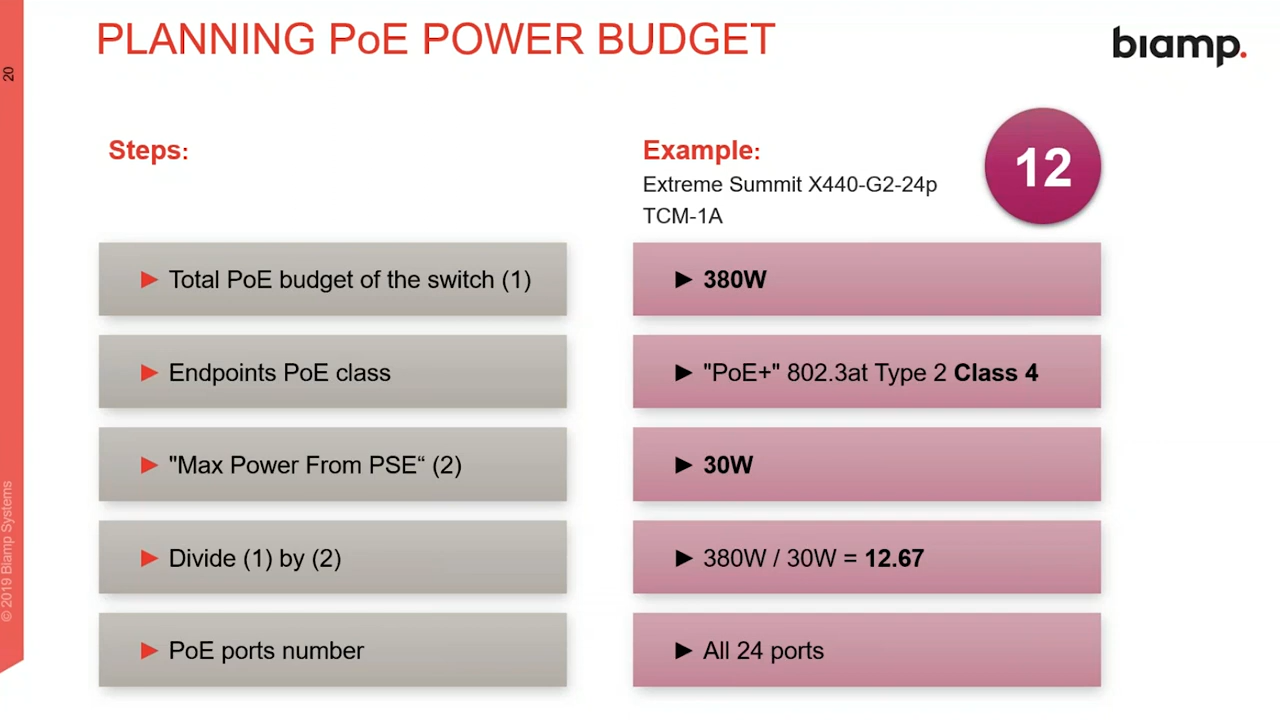 PLANNING PoE POWER BUDGET
biamp.
20
Steps:
Example:
Extreme Summit X440-G2-24p
TCM-1A
12
► Total PoE budget of the switch (1)
► 380W
► Endpoints PoE class
► "PoE+" 802.3at Type 2 Class 4
► "Max Power From PSE“ (2)
► 30W
► Divide (1) by (2)
► 380W / 30W = 12.67
► PoE ports number
► All 24 ports
© 2019 Biamp Systems